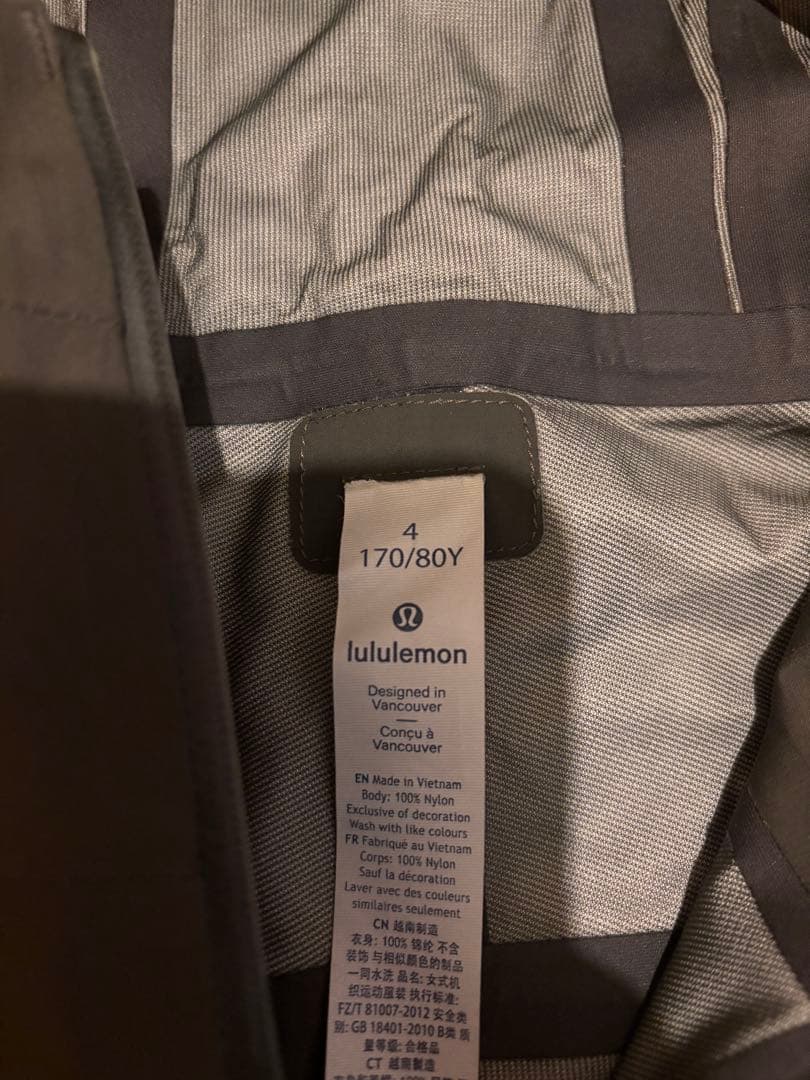 4
170/80Y
lululemon
Designed in
Vancouver
Conçu à
Vancouver
EN Made in Vietnam
Body: 100% Nylon
Exclusive of decoration
Wash with like colours
FR Fabriqué au Vietnam
Corps: 100% Nylon
Sauf la décoration
Laver avec des couleurs
similaires seulement
CN 越南制造
衣身: 100% 锦纶 不含
装饰 与相似颜色的制品
一同水洗 品名: 女式机
织运动服装 执行标准:
FZ/T 81007-2012 安全类
别: GB 18401-2010 B类 质
量等级: 合格品
CT 越南製造